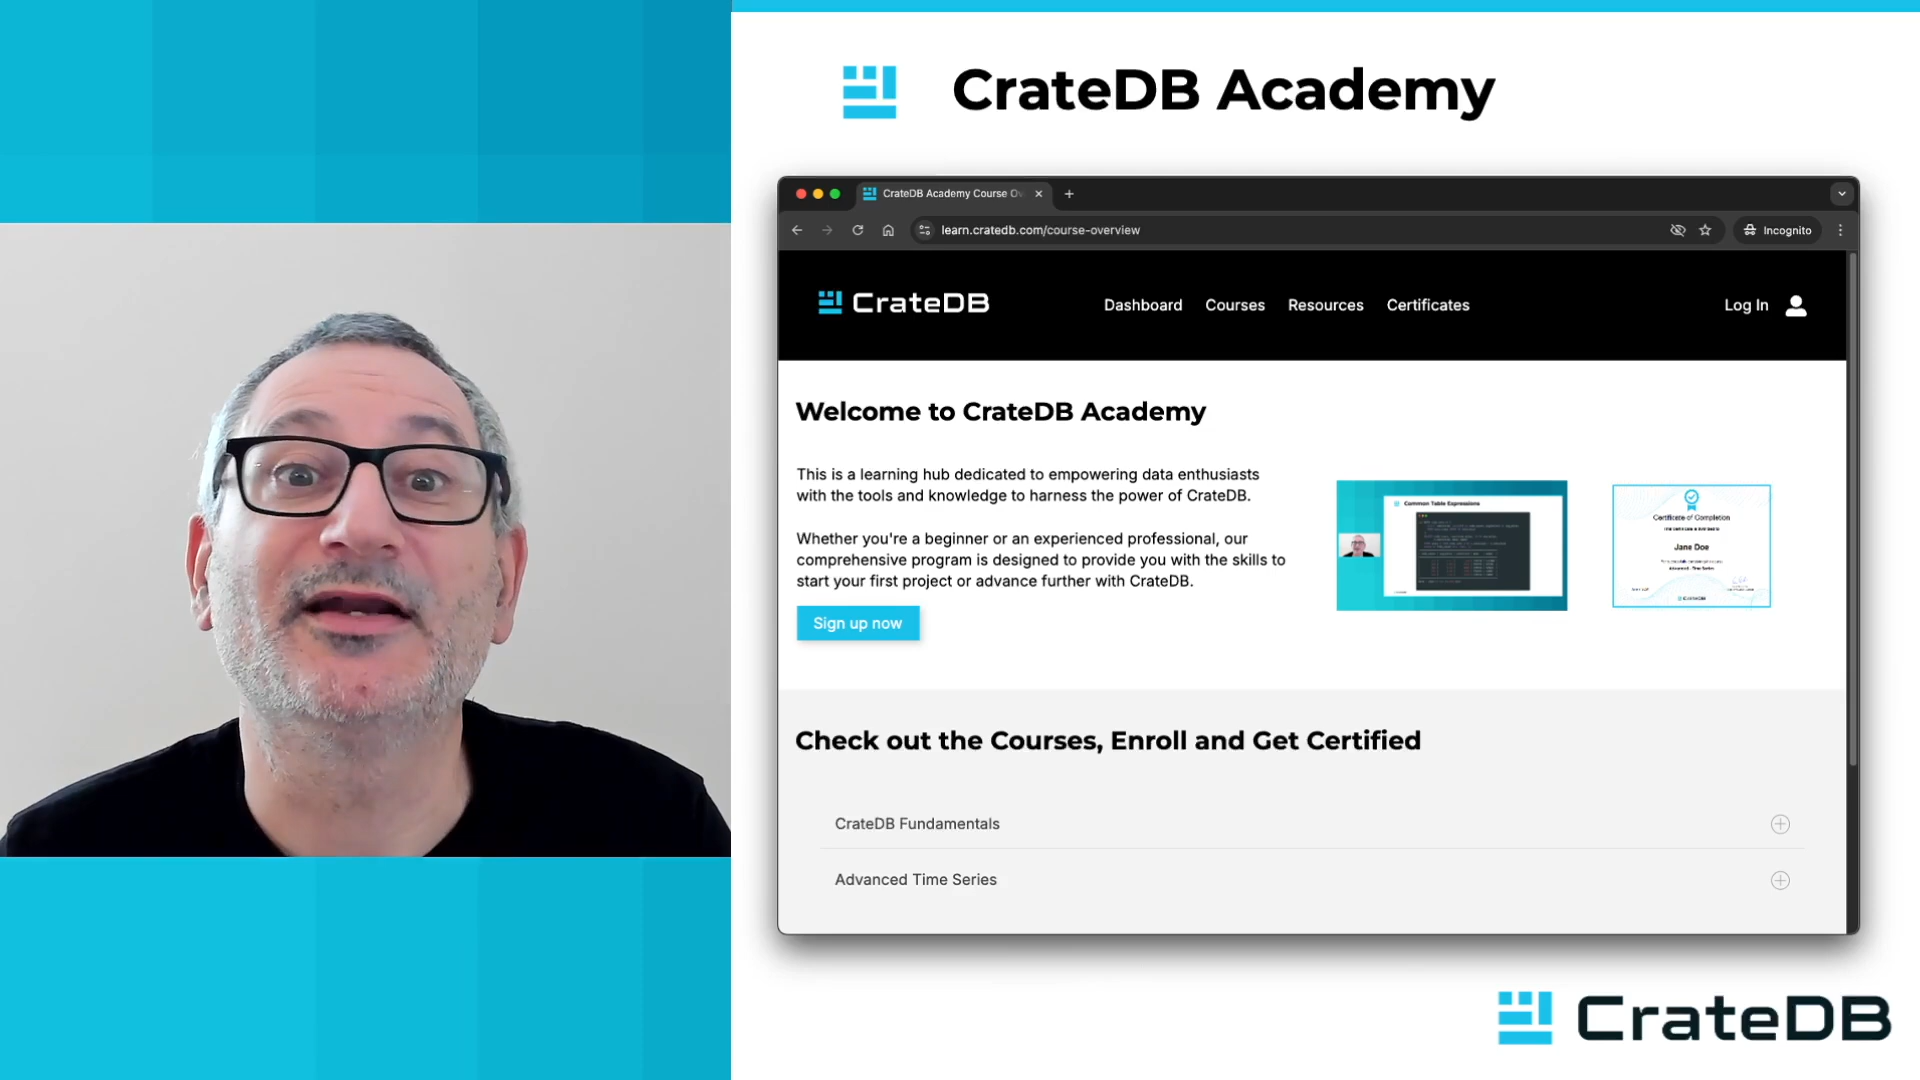 CrateDB Academy
CrateDB Academy Course Ov
learn.cratedb.com/course-overview
Incognito
CrateDB
Dashboard Courses Resources Certificates
Log In
Welcome to CrateDB Academy
This is a learning hub dedicated to empowering data enthusiasts
with the tools and knowledge to harness the power of CrateDB.
Whether you're a beginner or an experienced professional, our
comprehensive program is designed to provide you with the skills to
start your first project or advance further with CrateDB.
Sign up now
Common Table Expressions
Certificate of Completion
Jane Doe
Advanced - Time Series
CrateDB
Check out the Courses, Enroll and Get Certified
CrateDB Fundamentals
Advanced Time Series
CrateDB